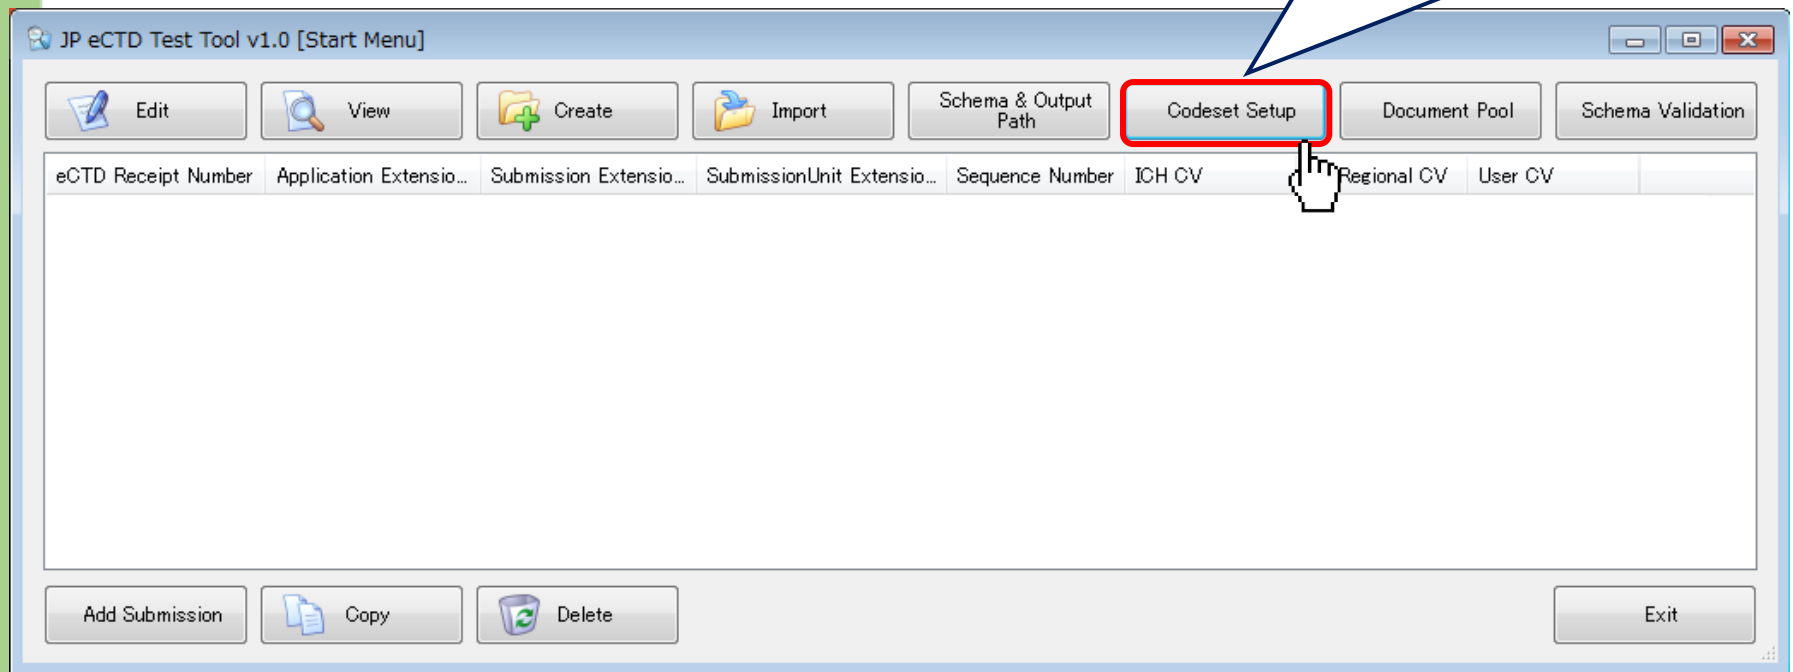 JP eCTD Test Tool v1.0 [Start Menu]
Edit
View
Create
Import
Schema & Output
Path
Codeset Setup
Document Pool
Schema Validation
eCTD Receipt Number
Application Extensio...
Submission Extensio...
SubmissionUnit Extensio...
Sequence Number
ICH CV
Regional CV
User CV
Add Submission
Copy
Delete
Exit